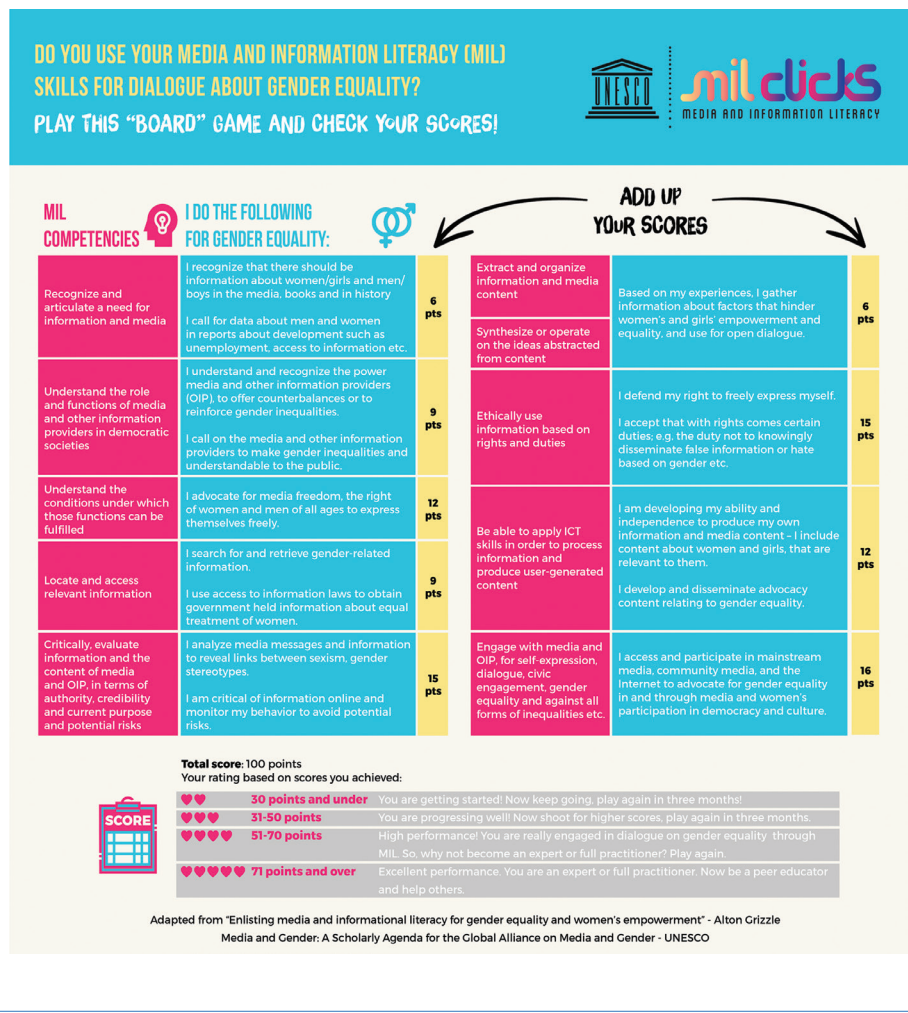 DO YOU USE YOUR MEDIA AND INFORMATION LITERACY (MIL)
SKILLS FOR DIALOGUE ABOUT GENDER EQUALITY?
PLAY THIS “BOARD” GAME AND CHECK YOUR SCORES!
UNESCO
mil clicks
MEDIA AND INFORMATION LITERACY
MIL
COMPETENCIES
I DO THE FOLLOWING
FOR GENDER EQUALITY:
ADD UP
YOUR SCORES
Recognize and
articulate a need for
information and media
I recognize that there should be
information about women/girls and men/
boys in the media, books and in history
I call for data about men and women
in reports about development such as
unemployment, access to information etc.
6
pts
Understand the role
and functions of media
and other information
providers in democratic
societies
I understand and recognize the power
media and other information providers
(OIP), to offer counterbalances or to
reinforce gender inequalities.
I call on the media and other information
providers to make gender inequalities and
understandable to the public.
9
pts
Understand the
conditions under which
those functions can be
fulfilled
I advocate for media freedom, the right
of women and men of all ages to express
themselves freely.
12
pts
Locate and access
relevant information
I search for and retrieve gender-related
information.
I use access to information laws to obtain
government held information about equal
treatment of women.
9
pts
Critically, evaluate
information and the
content of media
and OIP, in terms of
authority, credibility
and current purpose
and potential risks
I analyze media messages and information
to reveal links between sexism, gender
stereotypes.
I am critical of information online and
monitor my behavior to avoid potential
risks.
15
pts
Extract and organize
information and media
content
Synthesize or operate
on the ideas abstracted
from content
Based on my experiences, I gather
information about factors that hinder
women’s and girls’ empowerment and
equality, and use for open dialogue.
6
pts
Ethically use
information based on
rights and duties
I defend my right to freely express myself.
I accept that with rights comes certain
duties; e.g. the duty not to knowingly
disseminate false information or hate
based on gender etc.
15
pts
Be able to apply ICT
skills in order to process
information and
produce user-generated
content
I am developing my ability and
independence to produce my own
information and media content – I include
content about women and girls, that are
relevant to them.
I develop and disseminate advocacy
content relating to gender equality.
12
pts
Engage with media and
OIP, for self-expression,
dialogue, civic
engagement, gender
equality and against all
forms of inequalities etc.
I access and participate in mainstream
media, community media, and the
Internet to advocate for gender equality
in and through media and women’s
participation in democracy and culture.
16
pts
Total score: 100 points
Your rating based on scores you achieved:
SCORE
30 points and under You are getting started! Now keep going, play again in three months!
31-50 points You are progressing well! Now shoot for higher scores, play again in three months.
51-70 points High performance! You are really engaged in dialogue on gender equality through
MIL. So, why not become an expert or full practitioner? Play again.
71 points and over Excellent performance. You are an expert or full practitioner. Now be a peer educator
and help others.
Adapted from “Enlisting media and informational literacy for gender equality and women’s empowerment” - Alton Grizzle
Media and Gender: A Scholarly Agenda for the Global Alliance on Media and Gender - UNESCO